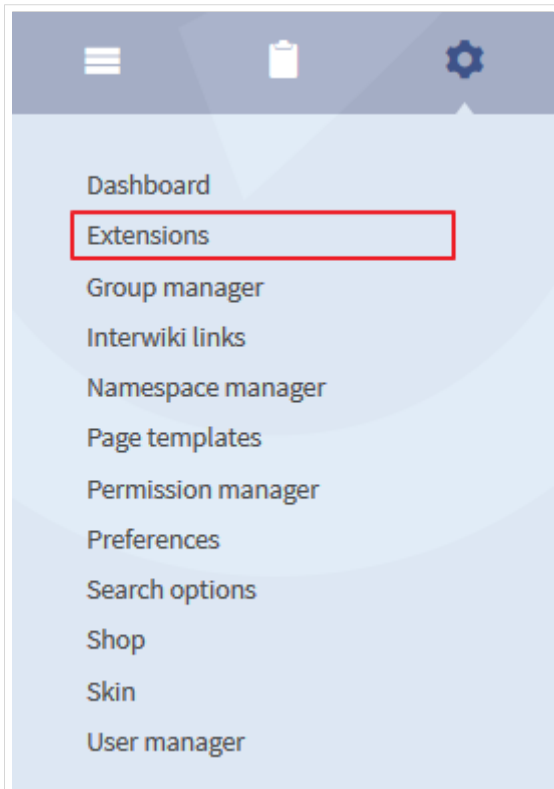 Dashboard
Extensions
Group manager
Interwiki links
Namespace manager
Page templates
Permission manager
Preferences
Search options
Shop
Skin
User manager